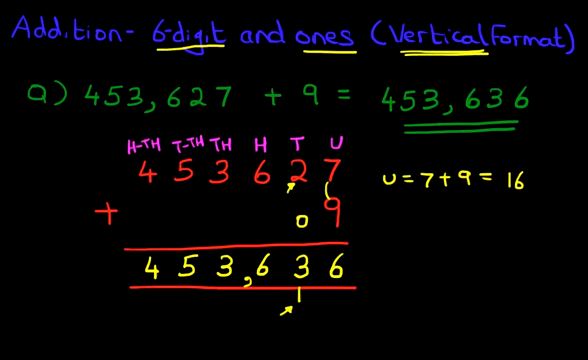 Addition- 6-digit and ones (Vertical Format)
Q) 453,627 + 9 = 453,636
H-TH T-TH TH H T U
4 5 3 6 2 7
U = 7 + 9 = 16
+ 0 9
4 5 3, 6 3 6
1